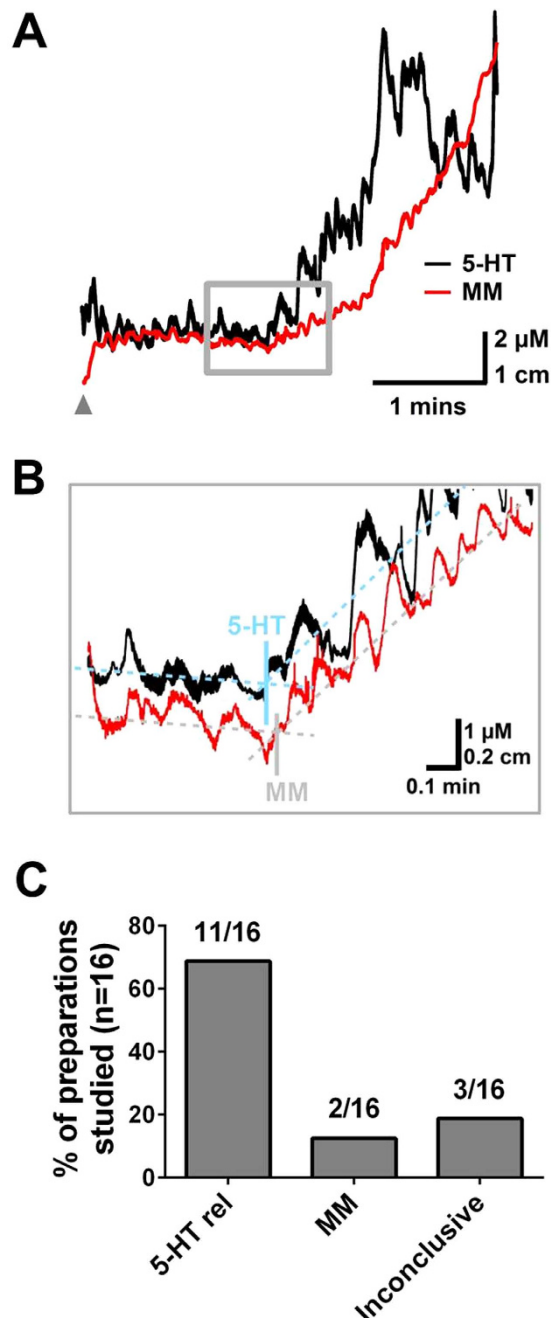 A
5-HT
MM
2 µM
1 cm
1 mins
B
5-HT
MM
1 µM
0.2 cm
0.1 min
C
% of preparations
studied (n=16)
80
60
40
20
0
11/16
2/16
3/16
5-HT rel
MM
Inconclusive